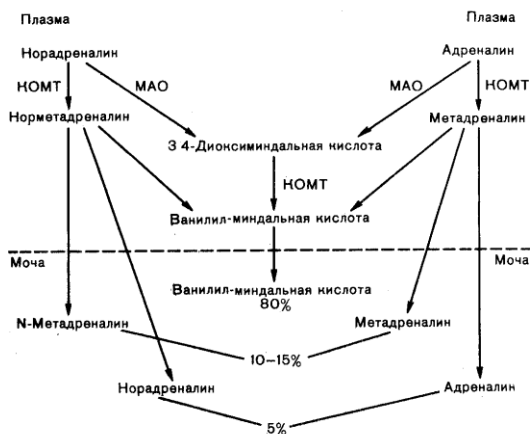 Плазма Плазма
Норадреналин Адреналин
КОМТ МАО МАО КОМТ
Норметадреналин Метадреналин
3 4-Диоксиминдальная кислота
КОМТ
Ванилил-миндальная кислота
Моча Моча
Ванилил-миндальная кислота
80%
N-Метадреналин Метадреналин
10–15%
Норадреналин Адреналин
5%